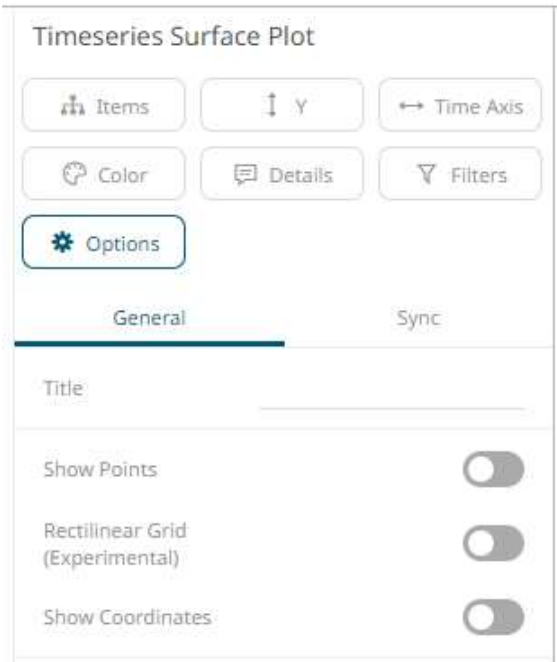 Timeseries Surface Plot
Items
Y
Time Axis
Color
Details
Filters
Options
General
Sync
Title
Show Points
Rectilinear Grid
(Experimental)
Show Coordinates